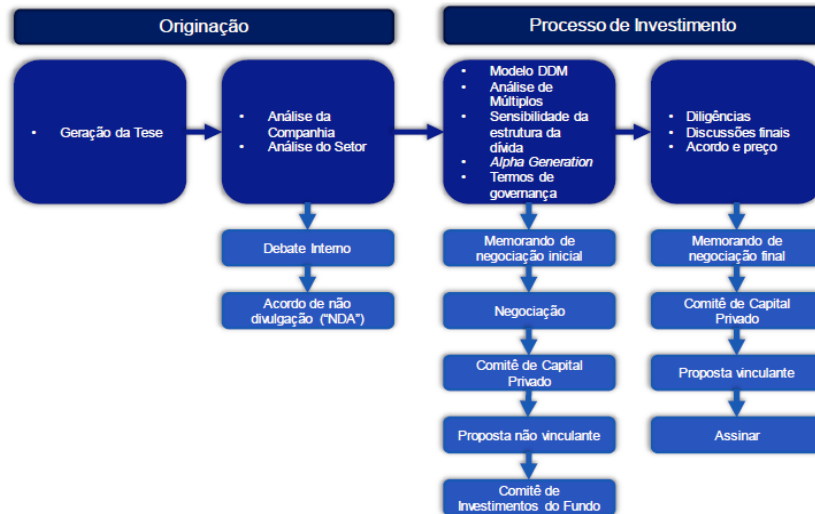 Originação
Processo de Investimento
• Geração da Tese
• Análise da
Companhia
• Análise do Setor
• Modelo DDM
• Análise de
Múltiplos
• Sensibilidade da
estrutura da
dívida
• Alpha Generation
• Termos de
governança
• Diligências
• Discussões finais
• Acordo e preço
Debate Interno
Acordo de não
divulgação (“NDA”)
Memorando de
negociação inicial
Negociação
Comitê de Capital
Privado
Proposta não vinculante
Comitê de
Investimentos do Fundo
Memorando de
negociação final
Comitê de Capital
Privado
Proposta vinculante
Assinar